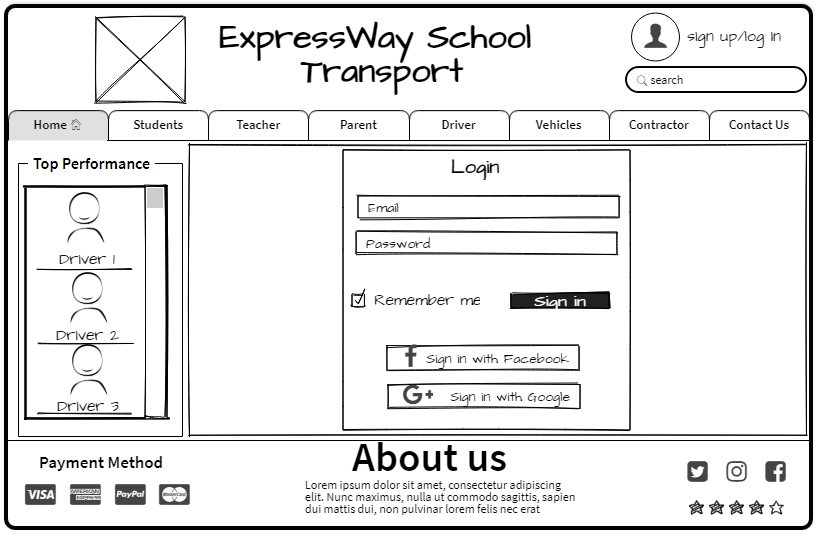 ExpressWay School
Transport
sign up/log in
search
Home
Students
Teacher
Parent
Driver
Vehicles
Contractor
Contact Us
Top Performance
Driver 1
Driver 2
Driver 3
Login
Email
Password
Remember me
Sign in
f Sign in with Facebook
G+ Sign in with Google
Payment Method
VISA
AMERICAN EXPRESS
PayPal
MasterCard
About us
Lorem ipsum dolor sit amet, consectetur adipiscing
elit. Nunc maximus, nulla ut commodo sagittis, sapien
dui mattis dui, non pulvinar lorem felis nec erat